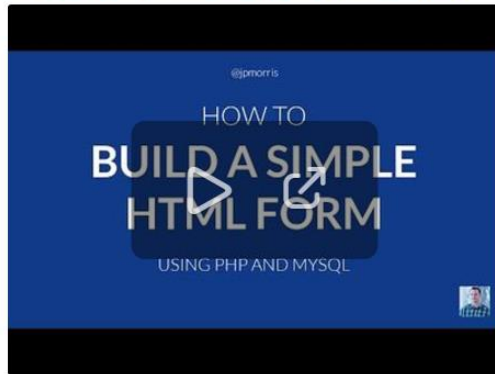 @jpmorris
HOW TO
BUILD A SIMPLE
HTML FORM
USING PHP AND MYSQL